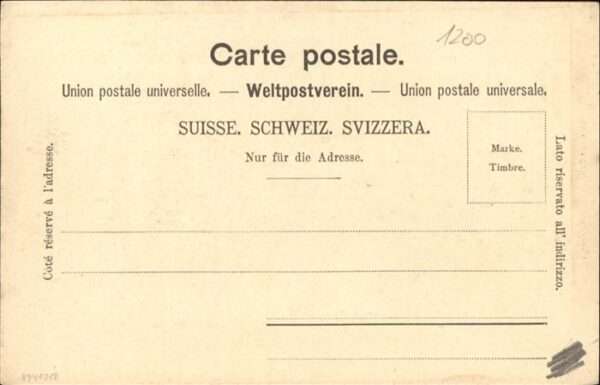 1200
Carte postale.
Union postale universelle. — Weltpostverein. — Union postale universale.
SUISSE. SCHWEIZ. SVIZZERA.
Nur für die Adresse.
Marke.
Timbre.
Côté réservé à l'adresse.
Lato riservato all' indirizzo.